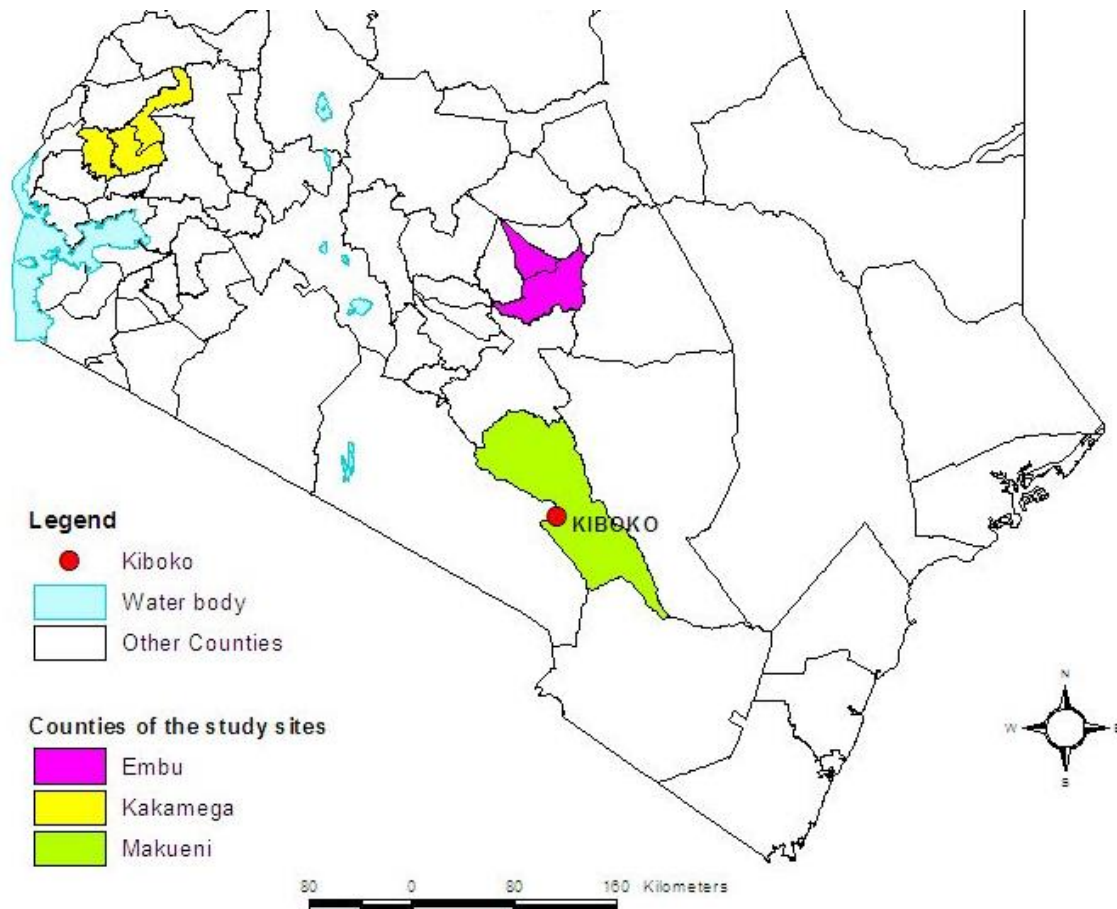 KIBOKO
Legend
Kiboko
Water body
Other Counties
Counties of the study sites
Embu
Kakamega
Makueni
N
W E
S
80 0 80 160 Kilometers